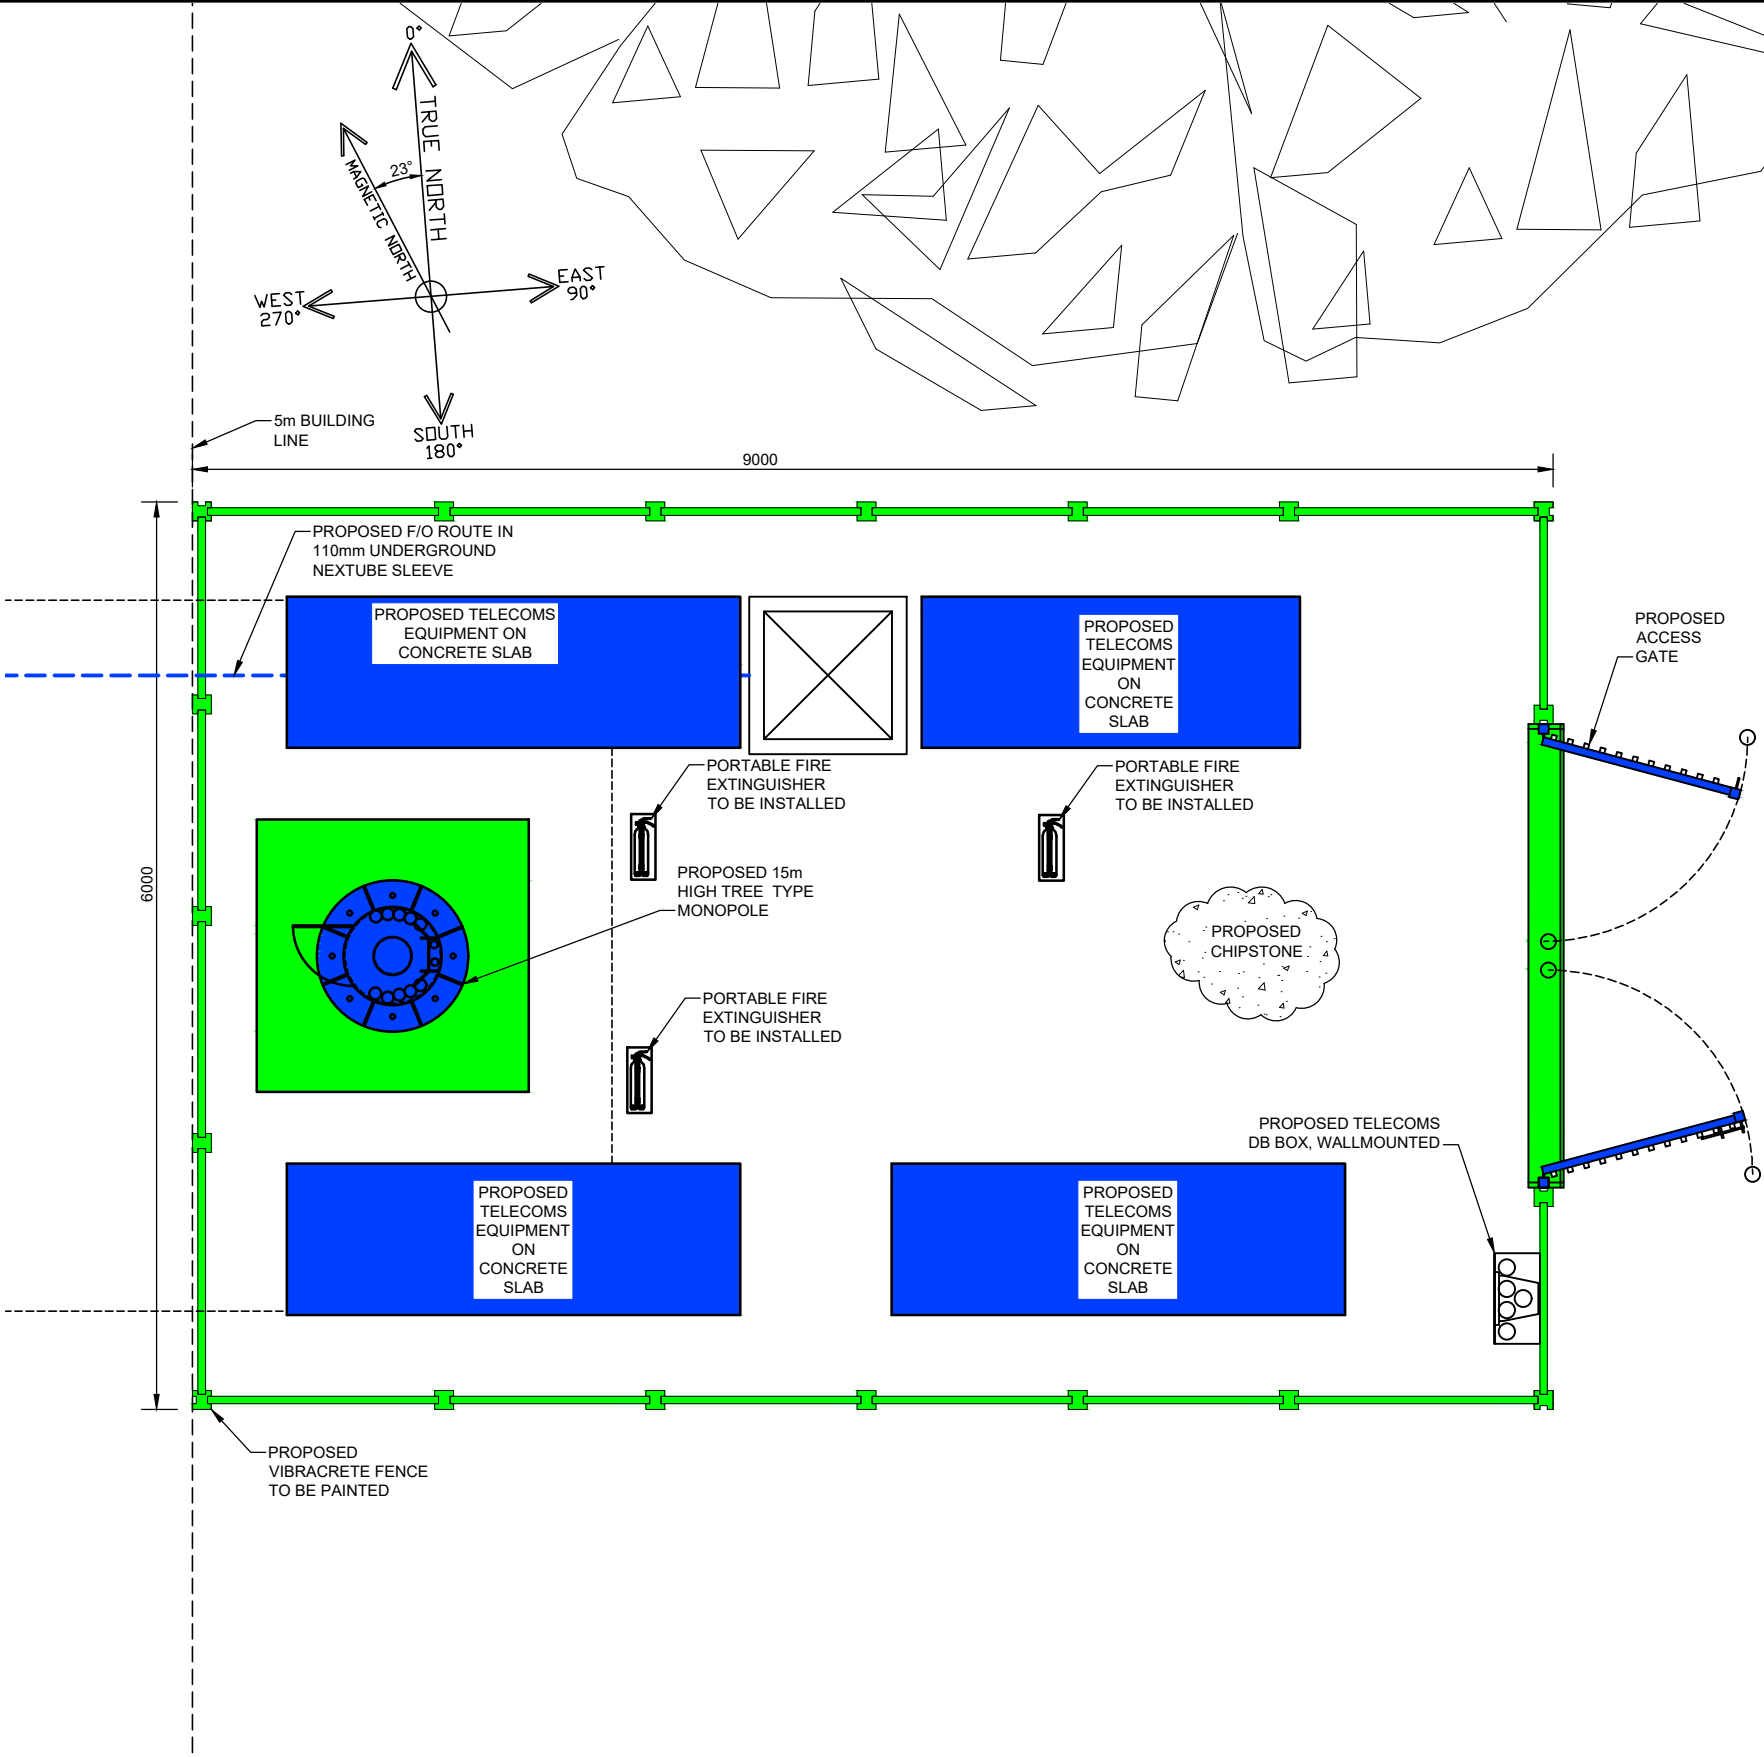 0°
TRUE NORTH
23°
MAGNETIC NORTH
EAST
90°
WEST
270°
SOUTH
180°
5m BUILDING
LINE
9000
6000
PROPOSED F/O ROUTE IN
110mm UNDERGROUND
NEXTUBE SLEEVE
PROPOSED TELECOMS
EQUIPMENT ON
CONCRETE SLAB
PROPOSED
TELECOMS
EQUIPMENT
ON
CONCRETE
SLAB
PROPOSED
ACCESS
GATE
PORTABLE FIRE
EXTINGUISHER
TO BE INSTALLED
PORTABLE FIRE
EXTINGUISHER
TO BE INSTALLED
PROPOSED 15m
HIGH TREE TYPE
MONOPOLE
PROPOSED
CHIPSTONE
PORTABLE FIRE
EXTINGUISHER
TO BE INSTALLED
PROPOSED TELECOMS
DB BOX, WALLMOUNTED
PROPOSED
TELECOMS
EQUIPMENT
ON
CONCRETE
SLAB
PROPOSED
TELECOMS
EQUIPMENT
ON
CONCRETE
SLAB
PROPOSED
VIBRACRETE FENCE
TO BE PAINTED